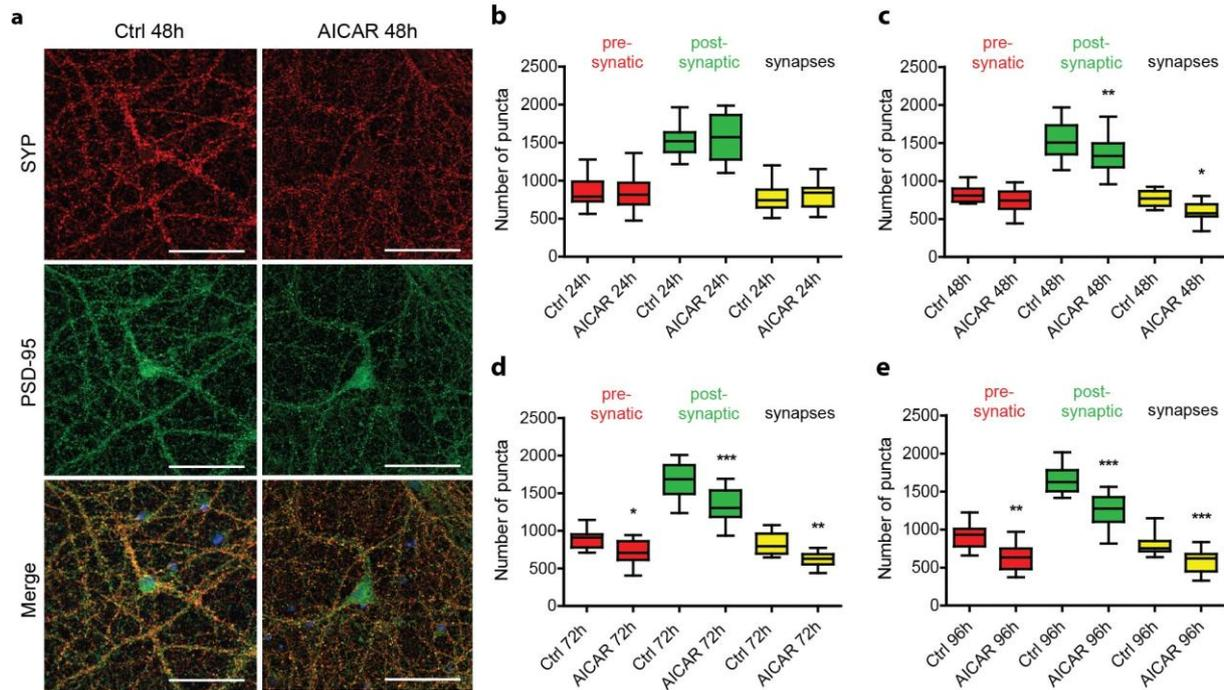 a
Ctrl 48h
AICAR 48h
SYP
PSD-95
Merge
b
pre- post-
synatic synaptic synapses
Number of puncta
2500
2000
1500
1000
500
0
Ctrl 24h
AICAR 24h
Ctrl 24h
AICAR 24h
Ctrl 24h
AICAR 24h
c
pre- post-
synatic synaptic synapses
Number of puncta
2500
2000
1500
1000
500
0
**
*
Ctrl 48h
AICAR 48h
Ctrl 48h
AICAR 48h
Ctrl 48h
AICAR 48h
d
pre- post-
synatic synaptic synapses
Number of puncta
2500
2000
1500
1000
500
0
*
***
**
Ctrl 72h
AICAR 72h
Ctrl 72h
AICAR 72h
Ctrl 72h
AICAR 72h
e
pre- post-
synatic synaptic synapses
Number of puncta
2500
2000
1500
1000
500
0
**
***
***
Ctrl 96h
AICAR 96h
Ctrl 96h
AICAR 96h
Ctrl 96h
AICAR 96h